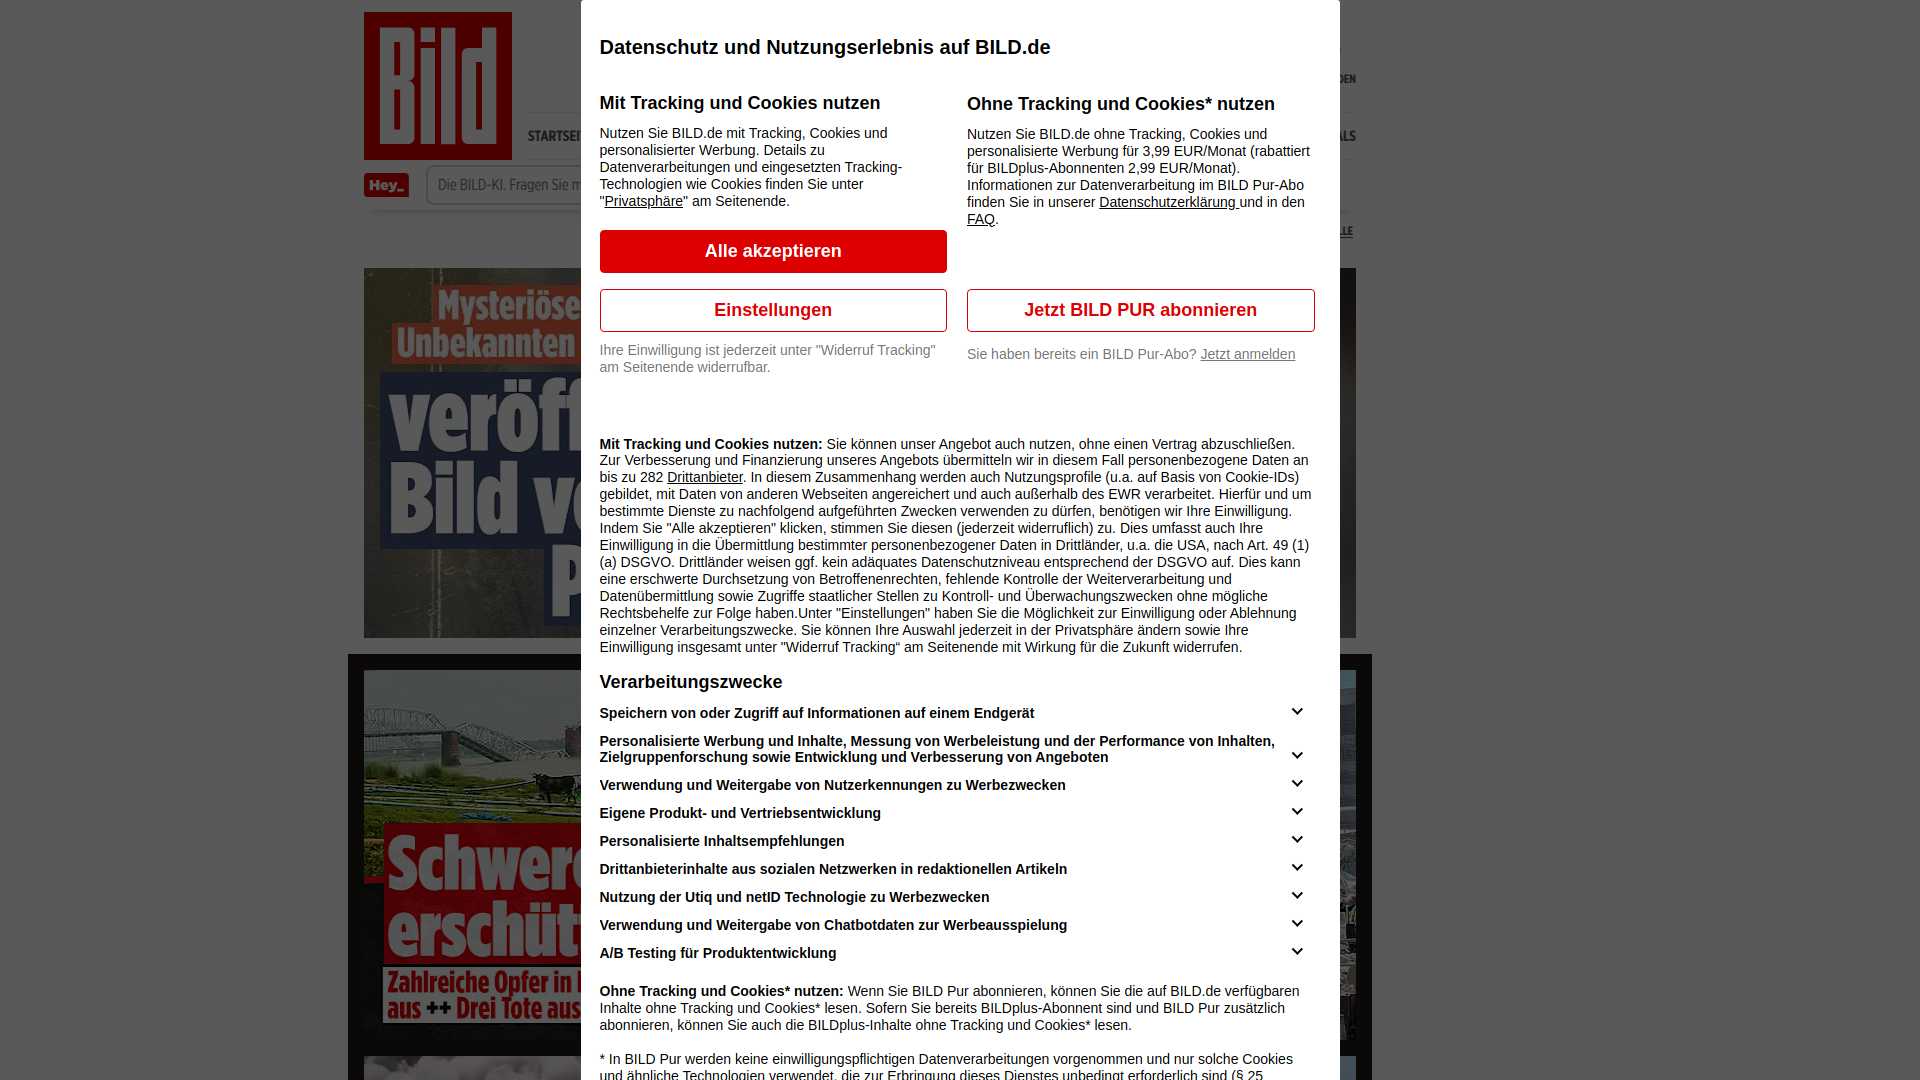 Bild
STARTSEI
DEN
ALS
Hey_
Die BILD-KI. Fragen Sie m
LLE
Mysteriöse
Unbekannten
veröff
Bild vo
P
Schwere
erschütt
Zahlreiche Opfer in
aus ++ Drei Tote aus
Datenschutz und Nutzungserlebnis auf BILD.de
Mit Tracking und Cookies nutzen
Nutzen Sie BILD.de mit Tracking, Cookies und
personalisierter Werbung. Details zu
Datenverarbeitungen und eingesetzten Tracking-
Technologien wie Cookies finden Sie unter
"Privatsphäre" am Seitenende.
Alle akzeptieren
Einstellungen
Ihre Einwilligung ist jederzeit unter "Widerruf Tracking"
am Seitenende widerrufbar.
Ohne Tracking und Cookies* nutzen
Nutzen Sie BILD.de ohne Tracking, Cookies und
personalisierte Werbung für 3,99 EUR/Monat (rabattiert
für BILDplus-Abonnenten 2,99 EUR/Monat).
Informationen zur Datenverarbeitung im BILD Pur-Abo
finden Sie in unserer Datenschutzerklärung und in den
FAQ.
Jetzt BILD PUR abonnieren
Sie haben bereits ein BILD Pur-Abo? Jetzt anmelden
Mit Tracking und Cookies nutzen: Sie können unser Angebot auch nutzen, ohne einen Vertrag abzuschließen.
Zur Verbesserung und Finanzierung unseres Angebots übermitteln wir in diesem Fall personenbezogene Daten an
bis zu 282 Drittanbieter. In diesem Zusammenhang werden auch Nutzungsprofile (u.a. auf Basis von Cookie-IDs)
gebildet, mit Daten von anderen Webseiten angereichert und auch außerhalb des EWR verarbeitet. Hierfür und um
bestimmte Dienste zu nachfolgend aufgeführten Zwecken verwenden zu dürfen, benötigen wir Ihre Einwilligung.
Indem Sie "Alle akzeptieren" klicken, stimmen Sie diesen (jederzeit widerruflich) zu. Dies umfasst auch Ihre
Einwilligung in die Übermittlung bestimmter personenbezogener Daten in Drittländer, u.a. die USA, nach Art. 49 (1)
(a) DSGVO. Drittländer weisen ggf. kein adäquates Datenschutzniveau entsprechend der DSGVO auf. Dies kann
eine erschwerte Durchsetzung von Betroffenenrechten, fehlende Kontrolle der Weiterverarbeitung und
Datenübermittlung sowie Zugriffe staatlicher Stellen zu Kontroll- und Überwachungszwecken ohne mögliche
Rechtsbehelfe zur Folge haben.Unter "Einstellungen" haben Sie die Möglichkeit zur Einwilligung oder Ablehnung
einzelner Verarbeitungszwecke. Sie können Ihre Auswahl jederzeit in der Privatsphäre ändern sowie Ihre
Einwilligung insgesamt unter "Widerruf Tracking“ am Seitenende mit Wirkung für die Zukunft widerrufen.
Verarbeitungszwecke
Speichern von oder Zugriff auf Informationen auf einem Endgerät
Personalisierte Werbung und Inhalte, Messung von Werbeleistung und der Performance von Inhalten,
Zielgruppenforschung sowie Entwicklung und Verbesserung von Angeboten
Verwendung und Weitergabe von Nutzerkennungen zu Werbezwecken
Eigene Produkt- und Vertriebsentwicklung
Personalisierte Inhaltsempfehlungen
Drittanbieterinhalte aus sozialen Netzwerken in redaktionellen Artikeln
Nutzung der Utiq und netID Technologie zu Werbezwecken
Verwendung und Weitergabe von Chatbotdaten zur Werbeausspielung
A/B Testing für Produktentwicklung
Ohne Tracking und Cookies* nutzen: Wenn Sie BILD Pur abonnieren, können Sie die auf BILD.de verfügbaren
Inhalte ohne Tracking und Cookies* lesen. Sofern Sie bereits BILDplus-Abonnent sind und BILD Pur zusätzlich
abonnieren, können Sie auch die BILDplus-Inhalte ohne Tracking und Cookies* lesen.
* In BILD Pur werden keine einwilligungspflichtigen Datenverarbeitungen vorgenommen und nur solche Cookies
und ähnliche Technologien verwendet, die zur Erbringung dieses Dienstes unbedingt erforderlich sind (§ 25